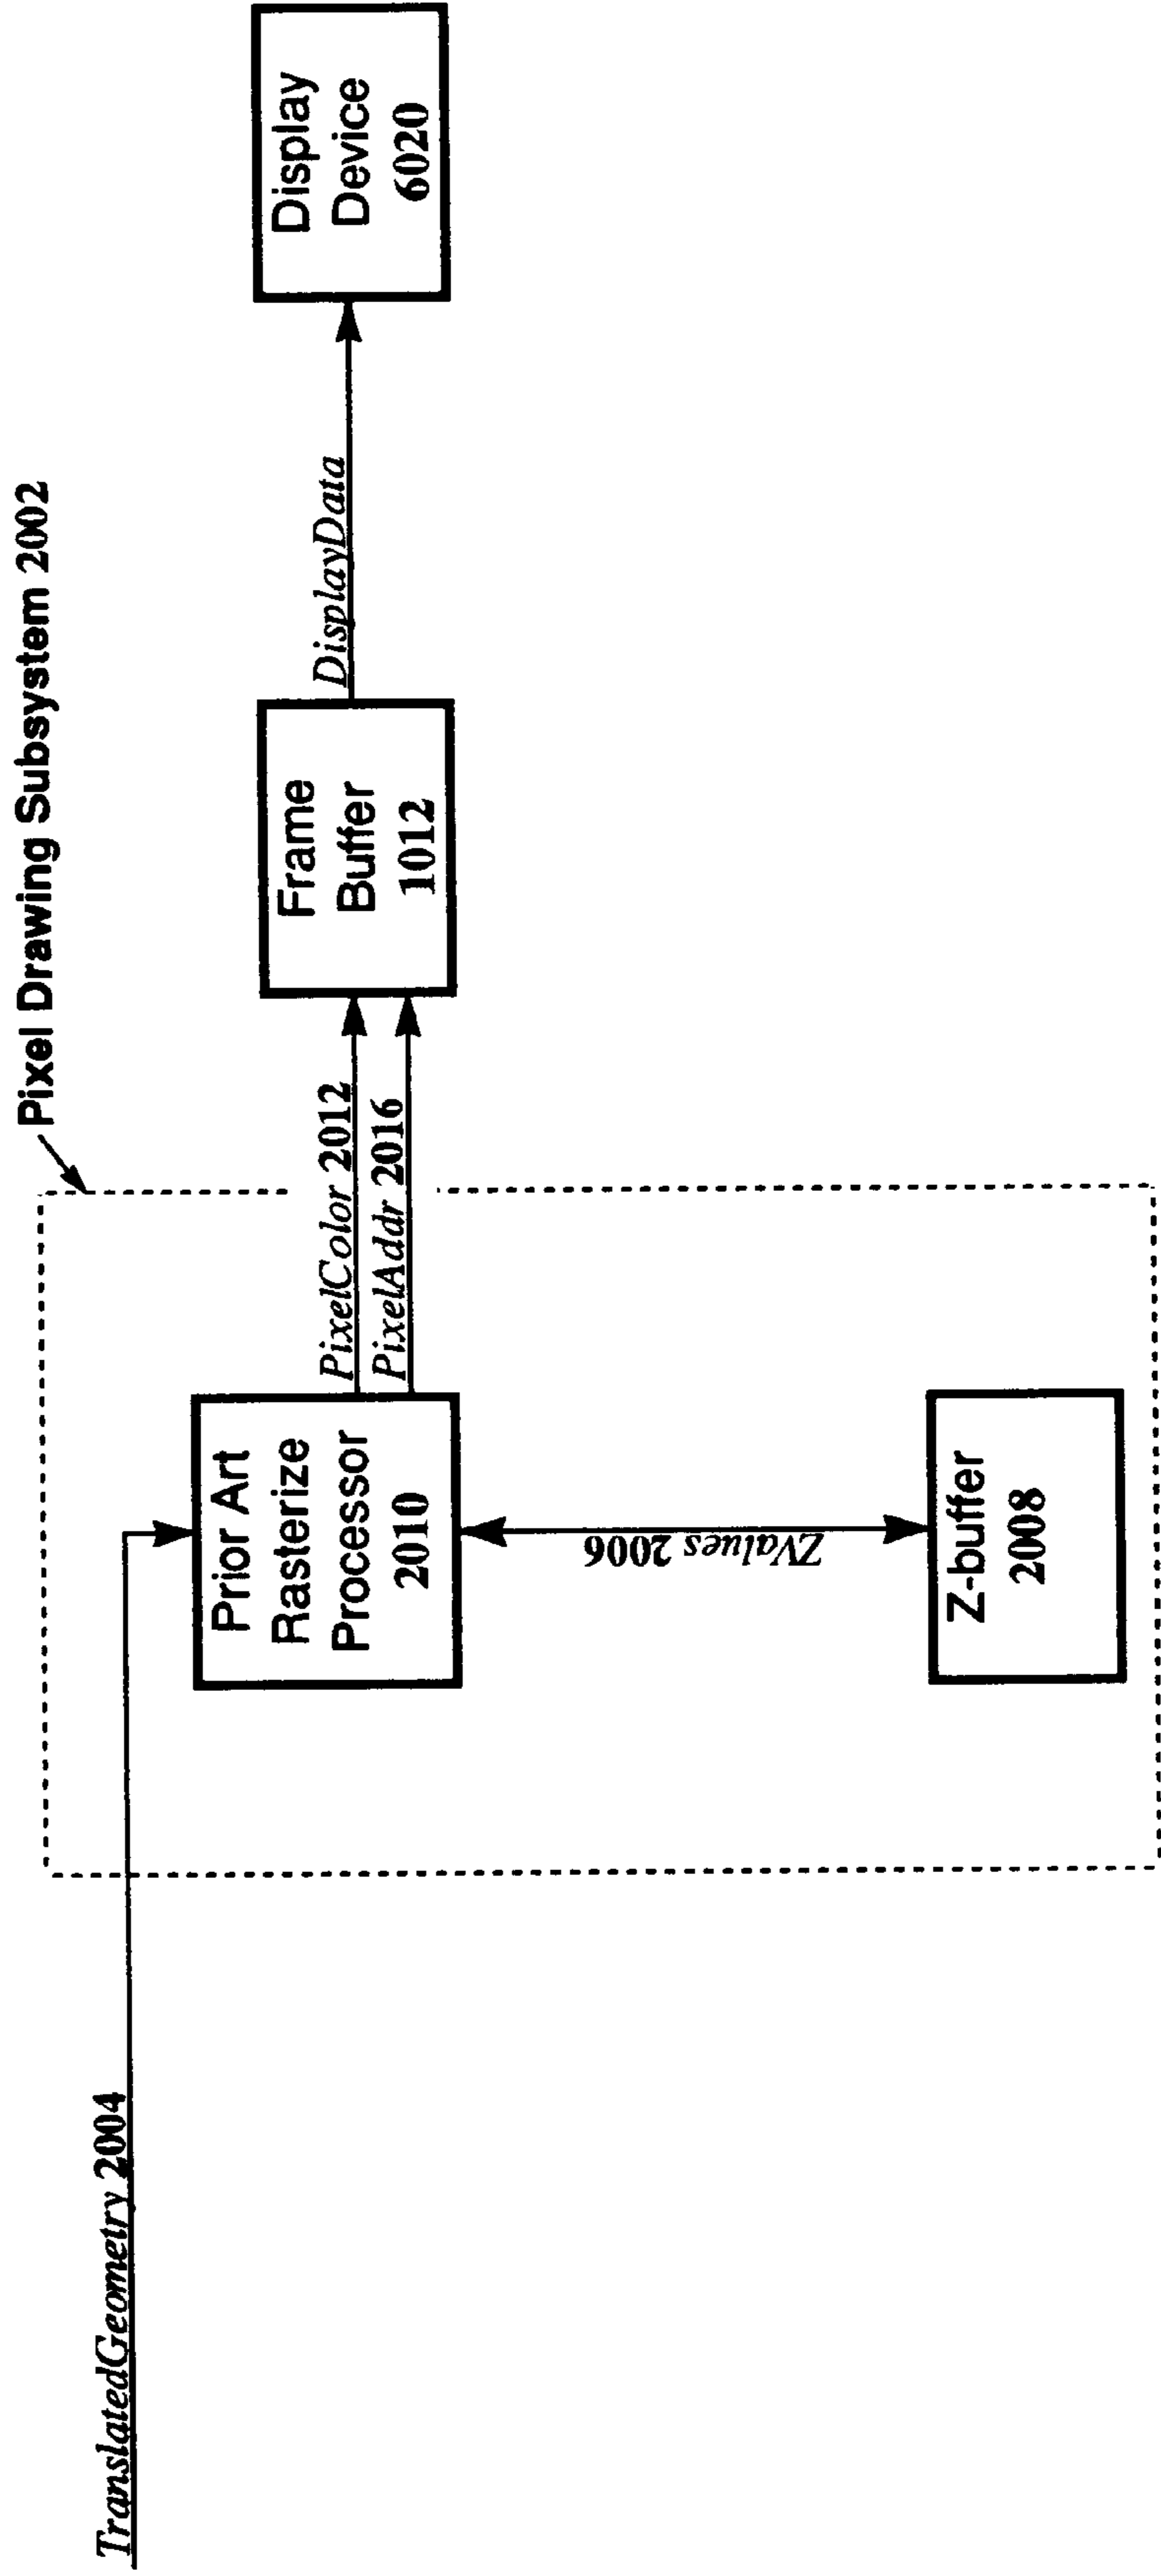 Pixel Drawing Subsystem 2002
TranslatedGeometry 2004
Prior Art
Rasterize
Processor
2010
PixelColor 2012
PixelAddr 2016
Frame
Buffer
1012
DisplayData
Display
Device
6020
ZValues 2006
Z-buffer
2008